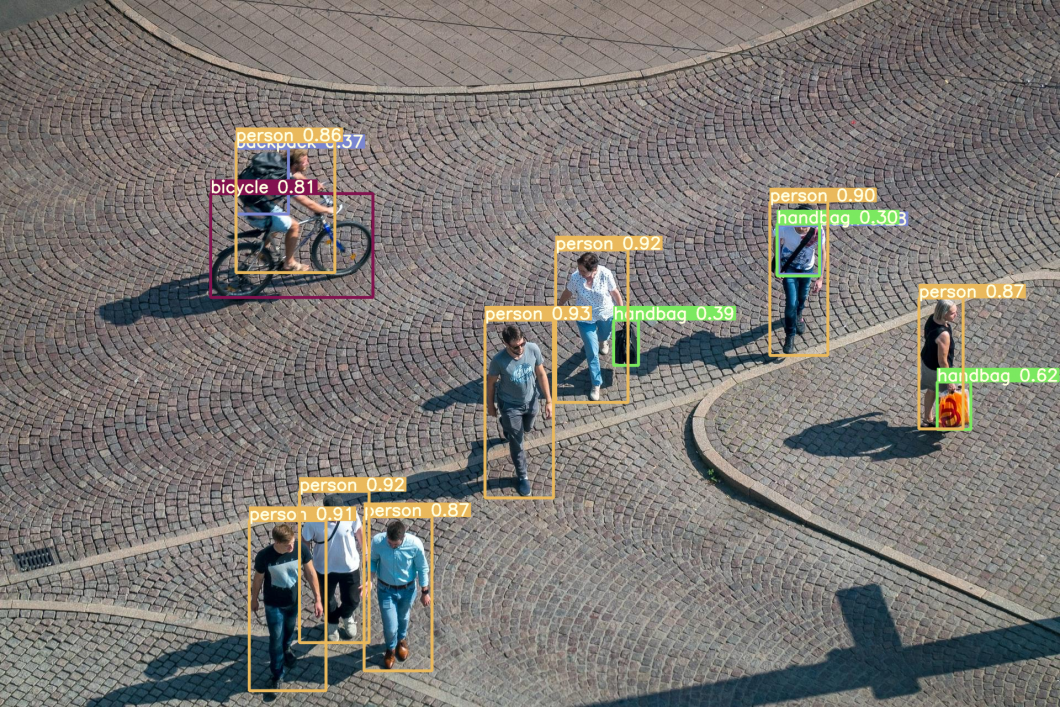 person 0.86
backpack 0.37
bicycle 0.81
person 0.90
handbag 0.30
person 0.92
person 0.87
handbag 0.39
person 0.93
handbag 0.62
person 0.92
person 0.91
person 0.87